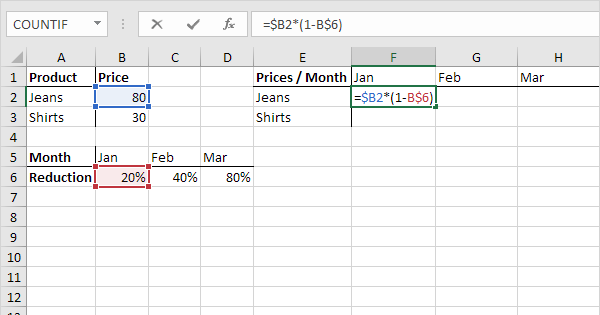 COUNTIF fx =$B2*(1-B$6)
A B C D E F G H
1 Product Price Prices / Month Jan Feb Mar
2 Jeans 80 Jeans =$B2*(1-B$6)
3 Shirts 30 Shirts
4
5 Month Jan Feb Mar
6 Reduction 20% 40% 80%
7
8
9
10
11
12